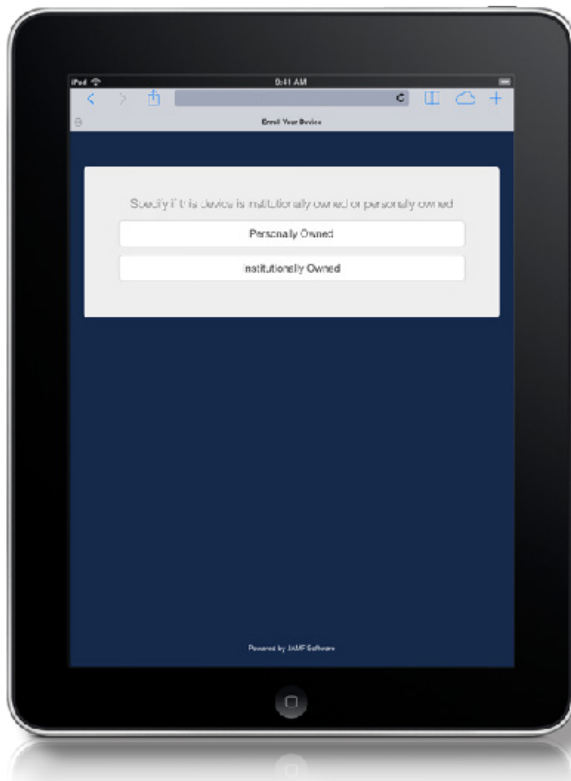 iPad 9:41 AM
Enroll Your Device
Specify if this device is institutionally owned or personally owned
Personally Owned
Institutionally Owned
Powered by JAMF Software